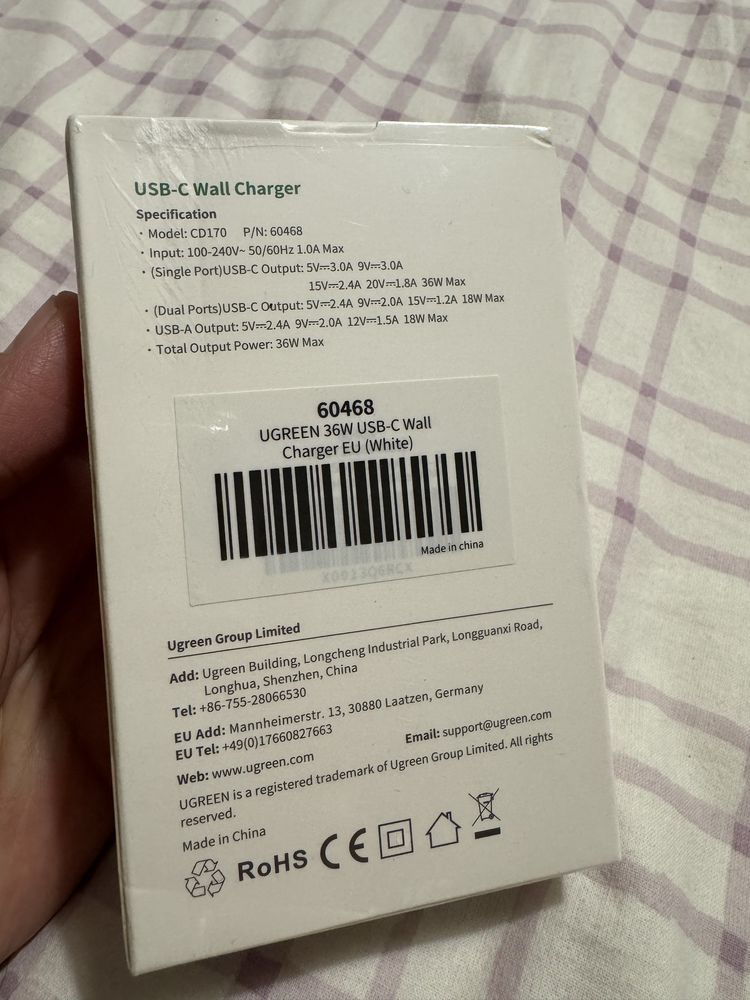 USB-C Wall Charger
Specification
· Model: CD170 P/N: 60468
· Input: 100-240V~ 50/60Hz 1.0A Max
· (Single Port)USB-C Output: 5V⎓3.0A 9V⎓3.0A
15V⎓2.4A 20V⎓1.8A 36W Max
· (Dual Ports)USB-C Output: 5V⎓2.4A 9V⎓2.0A 15V⎓1.2A 18W Max
· USB-A Output: 5V⎓2.4A 9V⎓2.0A 12V⎓1.5A 18W Max
· Total Output Power: 36W Max
60468
UGREEN 36W USB-C Wall
Charger EU (White)
Made in china
Ugreen Group Limited
Add: Ugreen Building, Longcheng Industrial Park, Longguanxi Road,
Longhua, Shenzhen, China
Tel: +86-755-28066530
EU Add: Mannheimerstr. 13, 30880 Laatzen, Germany
EU Tel: +49(0)17660827663
Web: www.ugreen.com Email: support@ugreen.com
UGREEN is a registered trademark of Ugreen Group Limited. All rights
reserved.
Made in China
RoHS CE